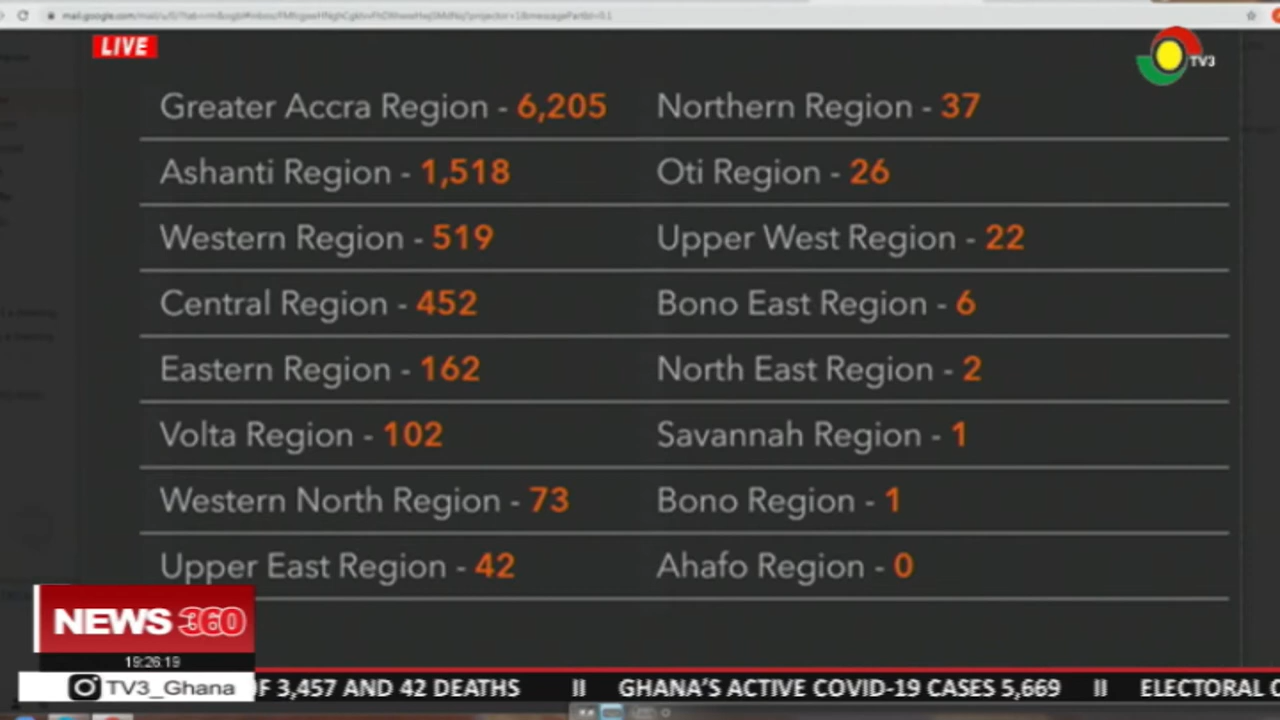 LIVE
TV3
Greater Accra Region - 6,205
Ashanti Region - 1,518
Western Region - 519
Central Region - 452
Eastern Region - 162
Volta Region - 102
Western North Region - 73
Upper East Region - 42
Northern Region - 37
Oti Region - 26
Upper West Region - 22
Bono East Region - 6
North East Region - 2
Savannah Region - 1
Bono Region - 1
Ahafo Region - 0
NEWS 360
19:26:19
TV3_Ghana
F 3,457 AND 42 DEATHS II GHANA'S ACTIVE COVID-19 CASES 5,669 II ELECTORAL